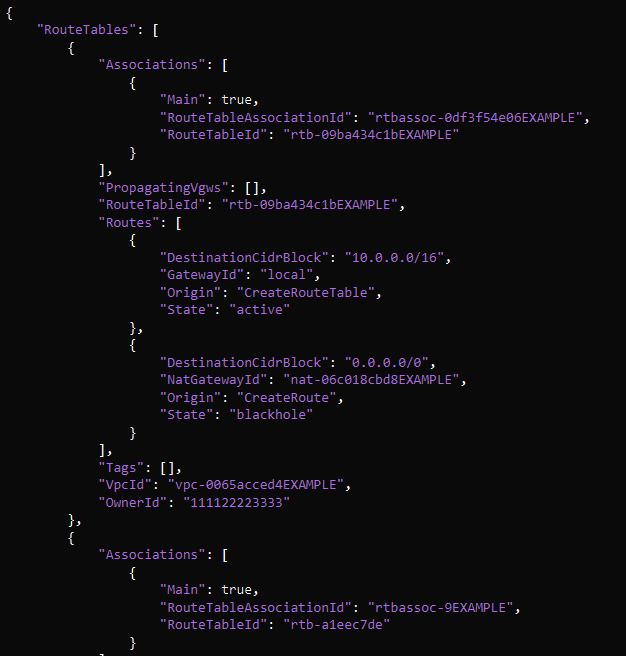 {
    "RouteTables": [
        {
            "Associations": [
                {
                    "Main": true,
                    "RouteTableAssociationId": "rtbassoc-0df3f54e06EXAMPLE",
                    "RouteTableId": "rtb-09ba434c1bEXAMPLE"
                }
            ],
            "PropagatingVgws": [],
            "RouteTableId": "rtb-09ba434c1bEXAMPLE",
            "Routes": [
                {
                    "DestinationCidrBlock": "10.0.0.0/16",
                    "GatewayId": "local",
                    "Origin": "CreateRouteTable",
                    "State": "active"
                },
                {
                    "DestinationCidrBlock": "0.0.0.0/0",
                    "NatGatewayId": "nat-06c018cbd8EXAMPLE",
                    "Origin": "CreateRoute",
                    "State": "blackhole"
                }
            ],
            "Tags": [],
            "VpcId": "vpc-0065acced4EXAMPLE",
            "OwnerId": "111122223333"
        },
        {
            "Associations": [
                {
                    "Main": true,
                    "RouteTableAssociationId": "rtbassoc-9EXAMPLE",
                    "RouteTableId": "rtb-a1eec7de"
                }